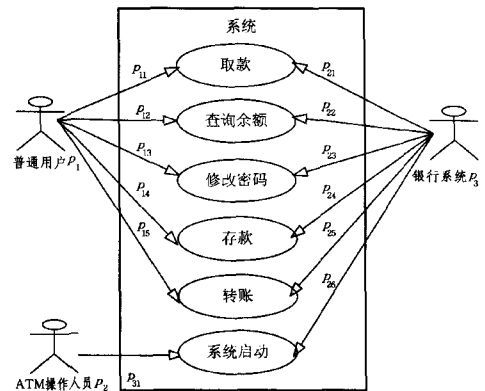 系统
取款
查询余额
修改密码
存款
转账
系统启动
普通用户P1
ATM操作人员P2
银行系统P3
P11
P12
P13
P14
P15
P21
P22
P23
P24
P25
P26
P31